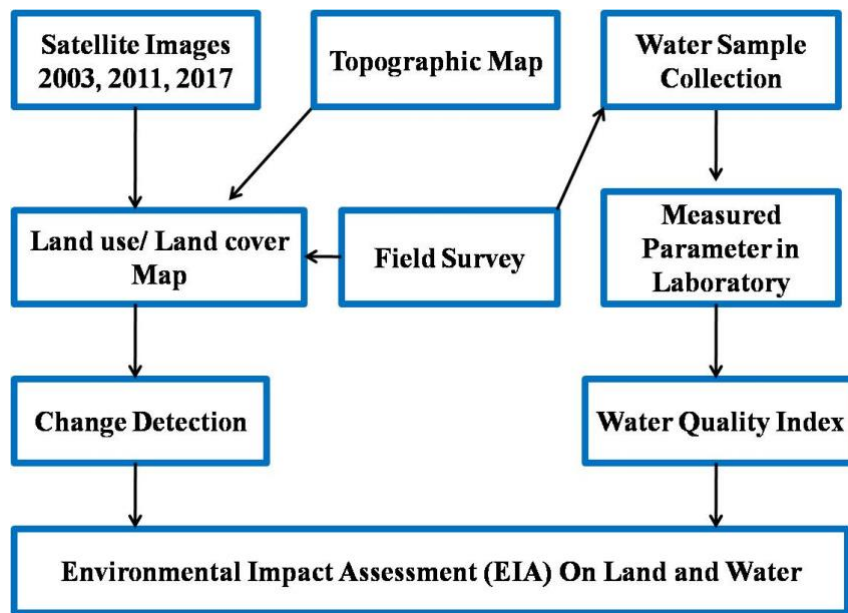 Satellite Images
2003, 2011, 2017
Topographic Map
Water Sample
Collection
Land use/ Land cover
Map
Field Survey
Measured
Parameter in
Laboratory
Change Detection
Water Quality Index
Environmental Impact Assessment (EIA) On Land and Water